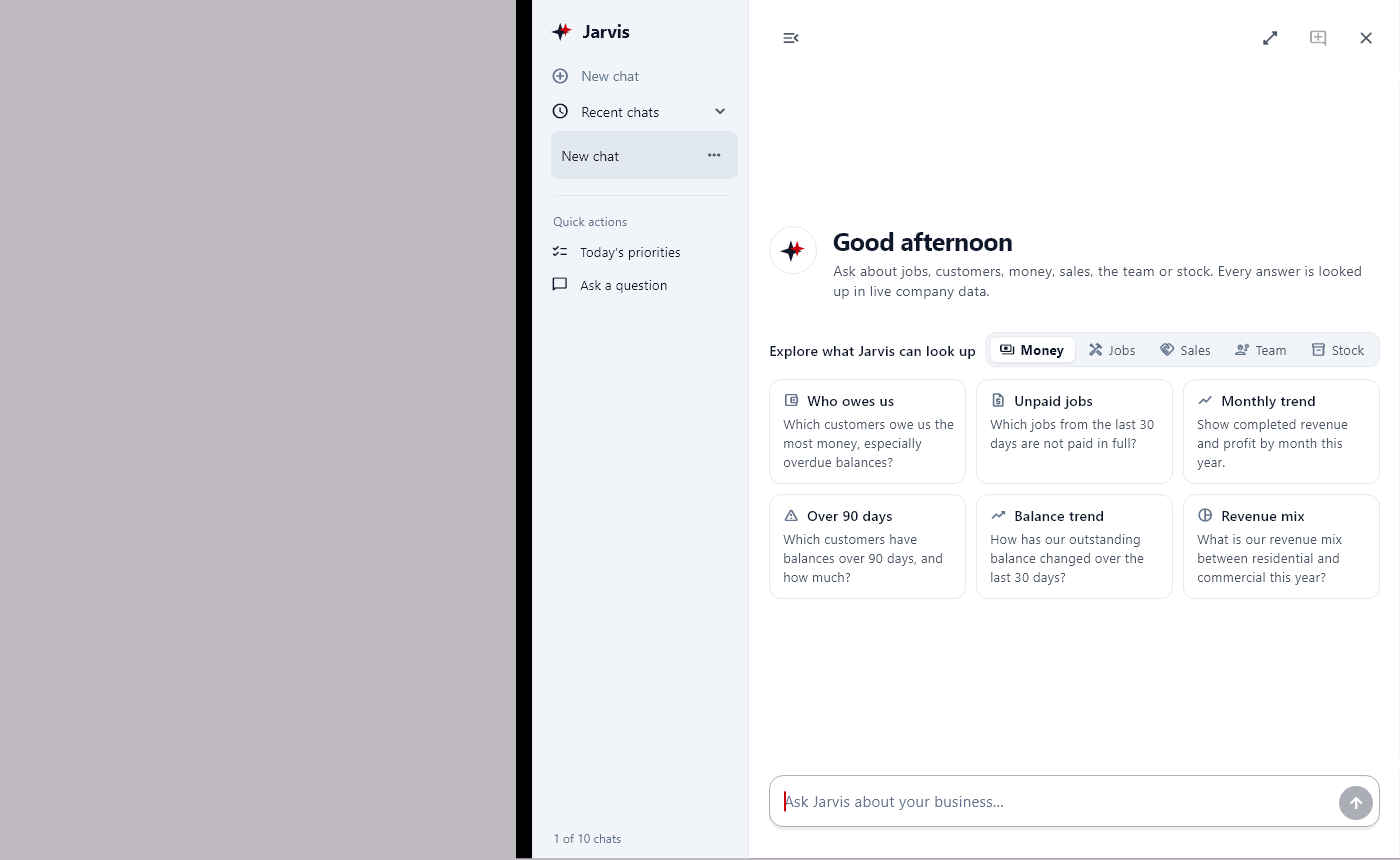 Jarvis
New chat
Recent chats
New chat
Quick actions
Today's priorities
Ask a question
1 of 10 chats
Good afternoon
Ask about jobs, customers, money, sales, the team or stock. Every answer is looked
up in live company data.
Explore what Jarvis can look up
Money
Jobs
Sales
Team
Stock
Who owes us
Which customers owe us the
most money, especially
overdue balances?
Unpaid jobs
Which jobs from the last 30
days are not paid in full?
Monthly trend
Show completed revenue
and profit by month this
year.
Over 90 days
Which customers have
balances over 90 days, and
how much?
Balance trend
How has our outstanding
balance changed over the
last 30 days?
Revenue mix
What is our revenue mix
between residential and
commercial this year?
Ask Jarvis about your business...